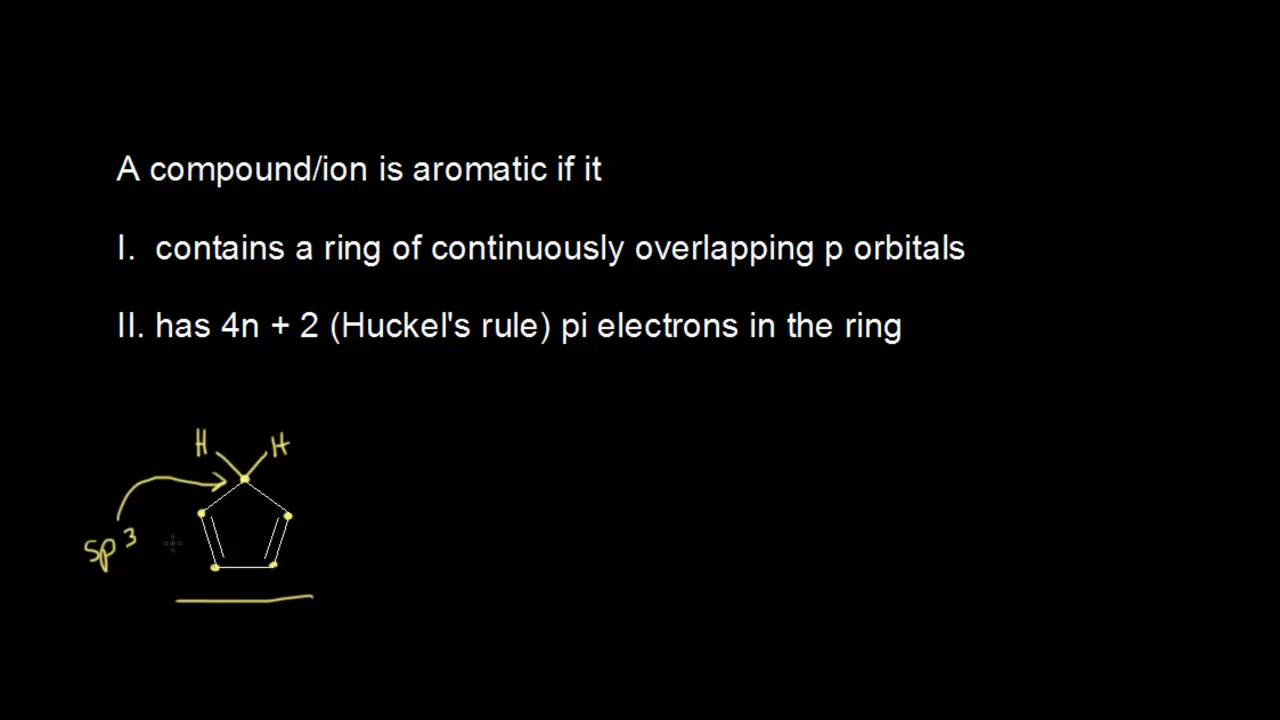 A compound/ion is aromatic if it
I. contains a ring of continuously overlapping p orbitals
II. has 4n + 2 (Huckel's rule) pi electrons in the ring
H H
sp³